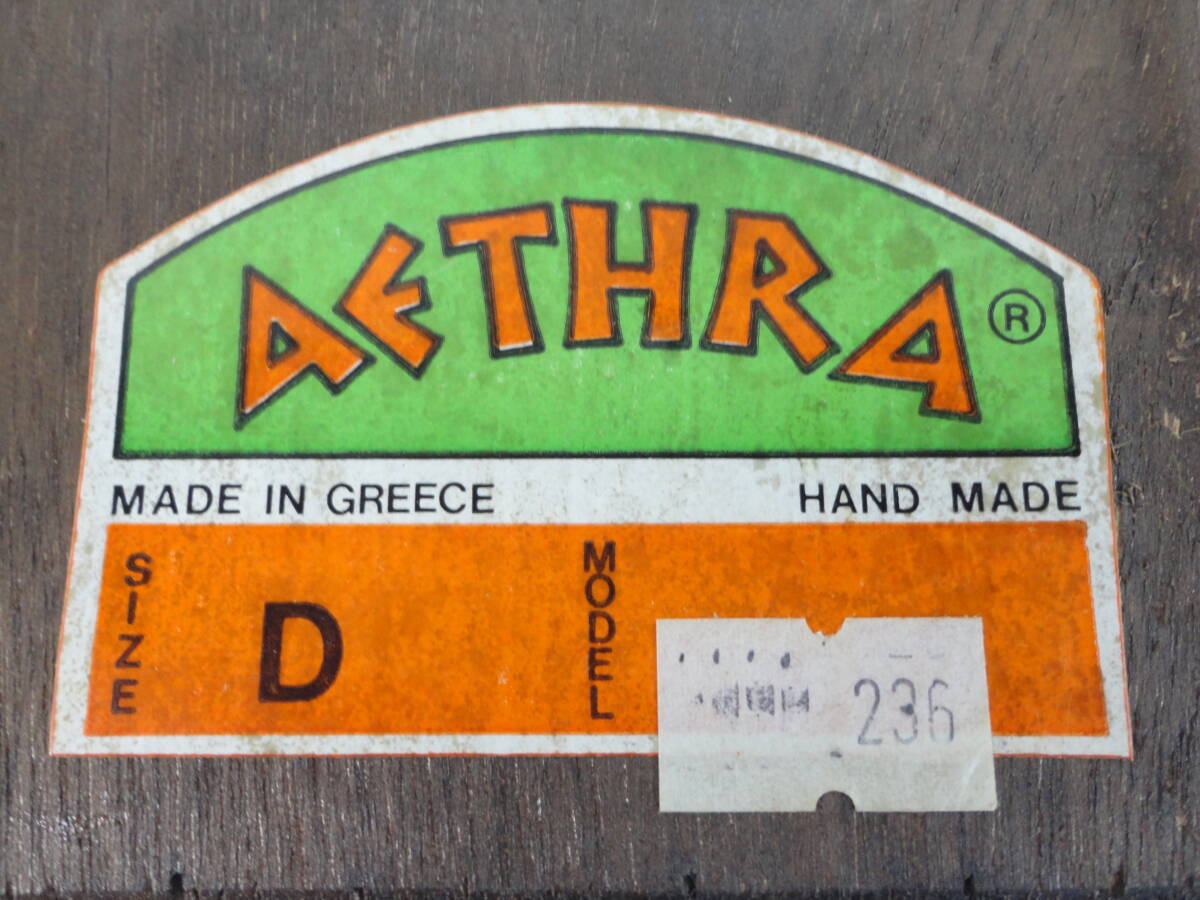 AETHRA ®
MADE IN GREECE HAND MADE
SIZE D MODEL
236